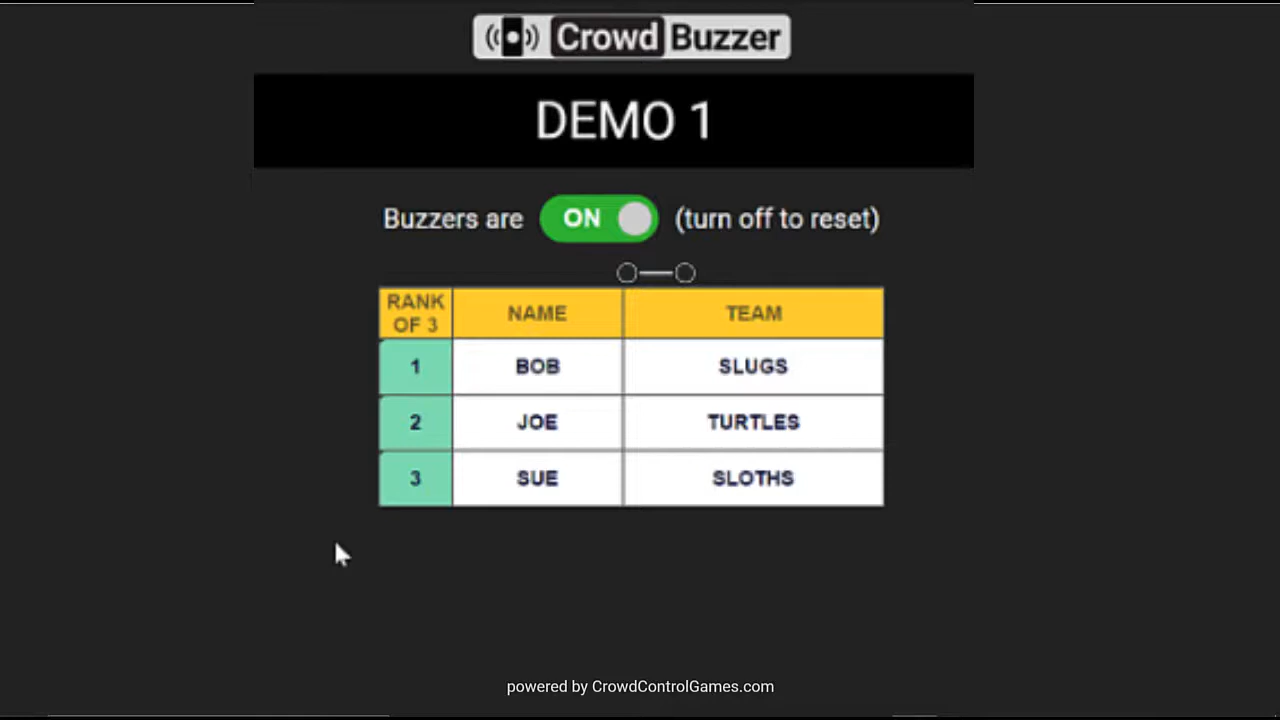 Crowd Buzzer
DEMO 1
Buzzers are ON (turn off to reset)
RANK OF 3 NAME TEAM
1 BOB SLUGS
2 JOE TURTLES
3 SUE SLOTHS
powered by CrowdControlGames.com